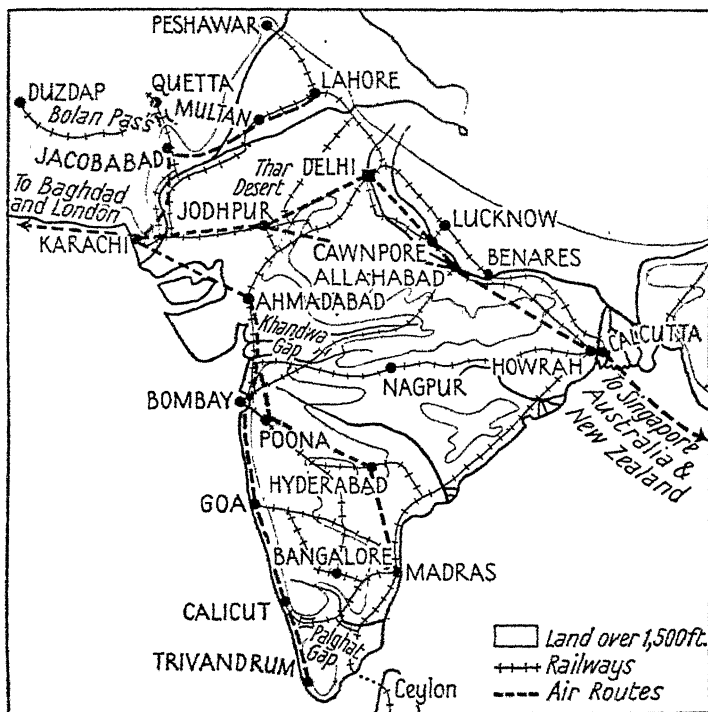 PESHAWAR
QUETTA
LAHORE
DUZDAP
Bolan Pass
MULTAN
JACOBABAD
Thar
Desert
DELHI
To Baghdad
and London
JODHPUR
LUCKNOW
KARACHI
CAWNPORE
BENARES
ALLAHABAD
AHMADABAD
Khandwa
Gap
CALCUTTA
HOWRAH
NAGPUR
BOMBAY
To Singapore
Australia &
New Zealand
POONA
HYDERABAD
GOA
BANGALORE
MADRAS
CALICUT
Palghat
Gap
TRIVANDRUM
Ceylon
Land over 1,500ft.
Railways
Air Routes